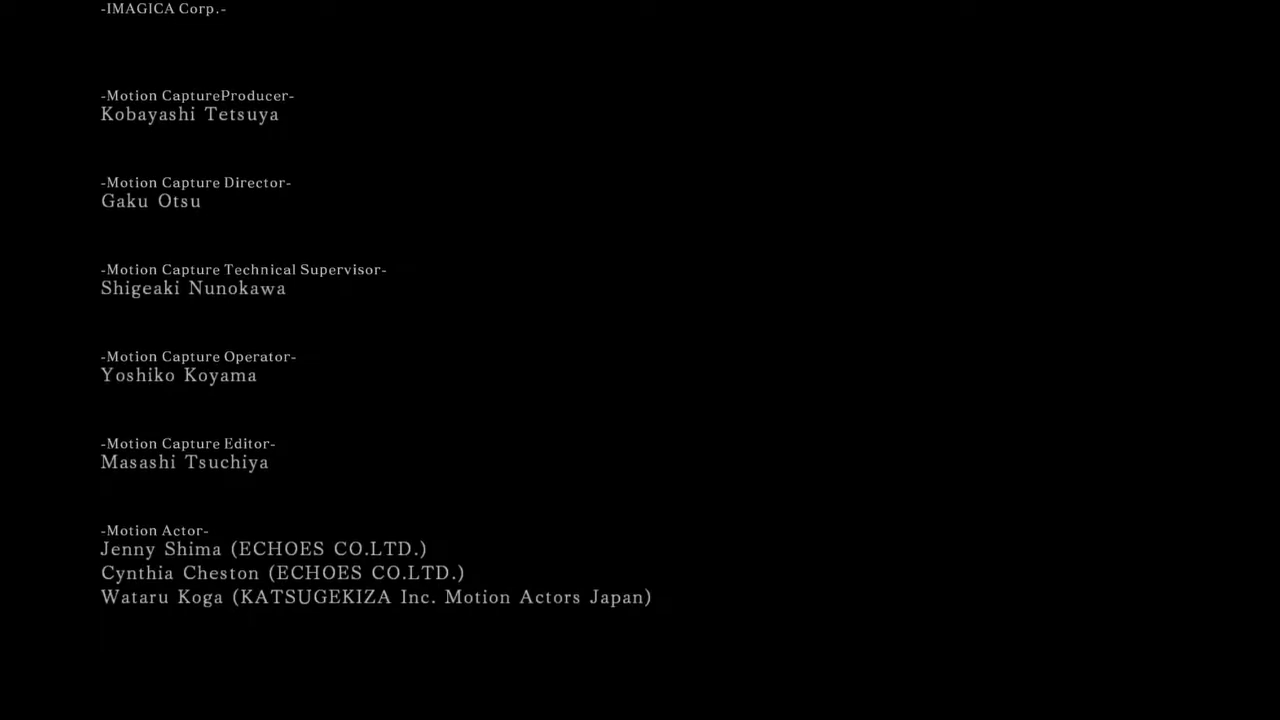 -IMAGICA Corp.-
-Motion CaptureProducer-
Kobayashi Tetsuya
-Motion Capture Director-
Gaku Otsu
-Motion Capture Technical Supervisor-
Shigeaki Nunokawa
-Motion Capture Operator-
Yoshiko Koyama
-Motion Capture Editor-
Masashi Tsuchiya
-Motion Actor-
Jenny Shima (ECHOES CO.LTD.)
Cynthia Cheston (ECHOES CO.LTD.)
Wataru Koga (KATSUGEKIZA Inc. Motion Actors Japan)